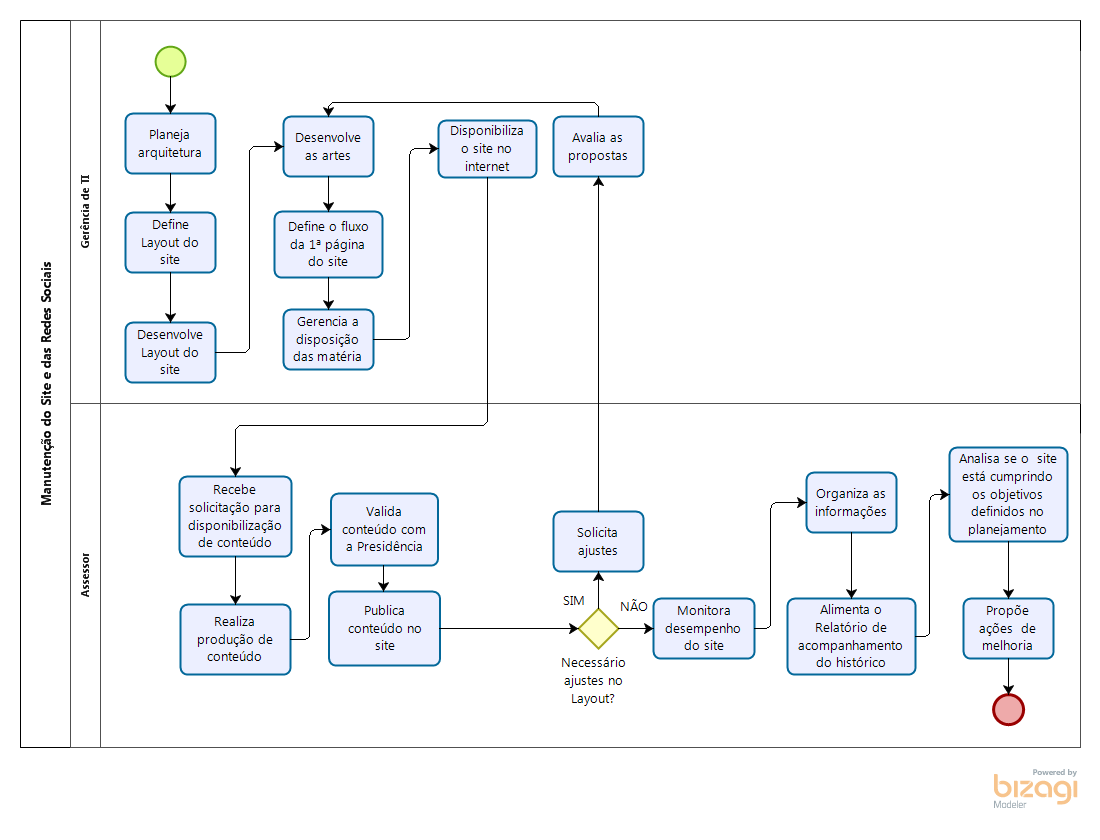 Manutenção do Site e das Redes Sociais
Gerência de TI
Planeja
arquitetura
Define
Layout do
site
Desenvolve
Layout do
site
Desenvolve
as artes
Define o fluxo
da 1ª página
do site
Gerencia a
disposição
das matéria
Disponibiliza
o site no
internet
Avalia as
propostas
Assessor
Recebe
solicitação para
disponibilização
de conteúdo
Realiza
produção de
conteúdo
Valida
conteúdo com
a Presidência
Publica
conteúdo no
site
Solicita
ajustes
SIM
NÃO
Necessário
ajustes no
Layout?
Monitora
desempenho
do site
Organiza as
informações
Alimenta o
Relatório de
acompanhamento
do histórico
Analisa se o  site
está cumprindo
os objetivos
definidos no
planejamento
Propõe
ações  de
melhoria
Powered by
bizagi
Modeler